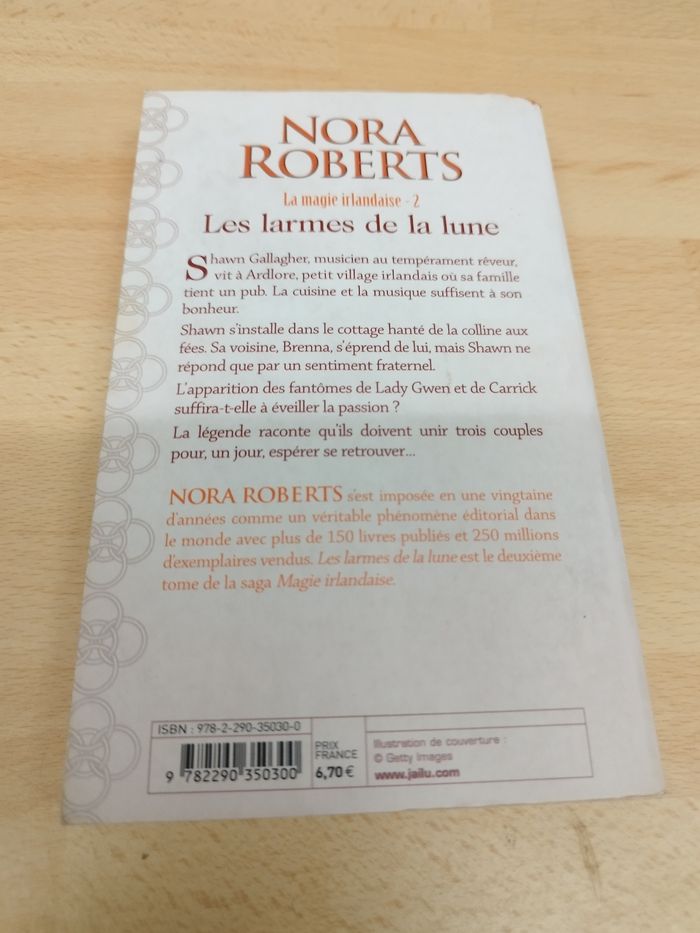 NORA
ROBERTS
La magie irlandaise - 2
Les larmes de la lune
Shawn Gallagher, musicien au tempérament rêveur,
vit à Ardlore, petit village irlandais où sa famille
tient un pub. La cuisine et la musique suffisent à son
bonheur.
Shawn s'installe dans le cottage hanté de la colline aux
fées. Sa voisine, Brenna, s'éprend de lui, mais Shawn ne
répond que par un sentiment fraternel.
L'apparition des fantômes de Lady Gwen et de Carrick
suffira-t-elle à éveiller la passion ?
La légende raconte qu'ils doivent unir trois couples
pour, un jour, espérer se retrouver...
NORA ROBERTS s'est imposée en une vingtaine
d'années comme un véritable phénomène éditorial dans
le monde avec plus de 150 livres publiés et 250 millions
d'exemplaires vendus. Les larmes de la lune est le deuxième
tome de la saga Magie irlandaise.
ISBN : 978-2-290-35030-0
9 782290 350300
PRIX
FRANCE
6,70 €
Illustration de couverture :
© Getty Images
www.jailu.com